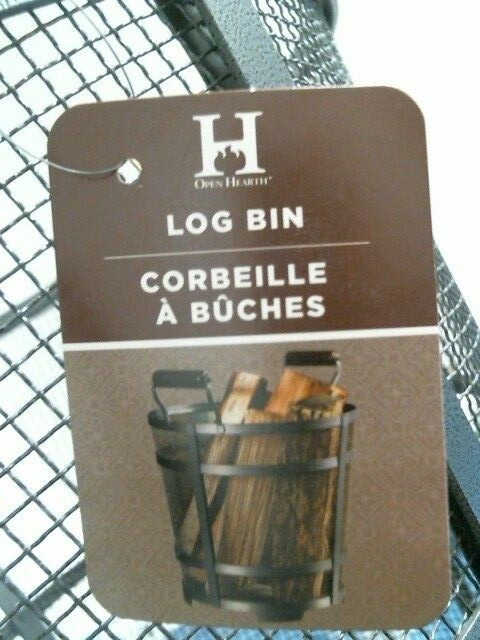 H
OPEN HEARTH
LOG BIN
CORBEILLE
À BÛCHES